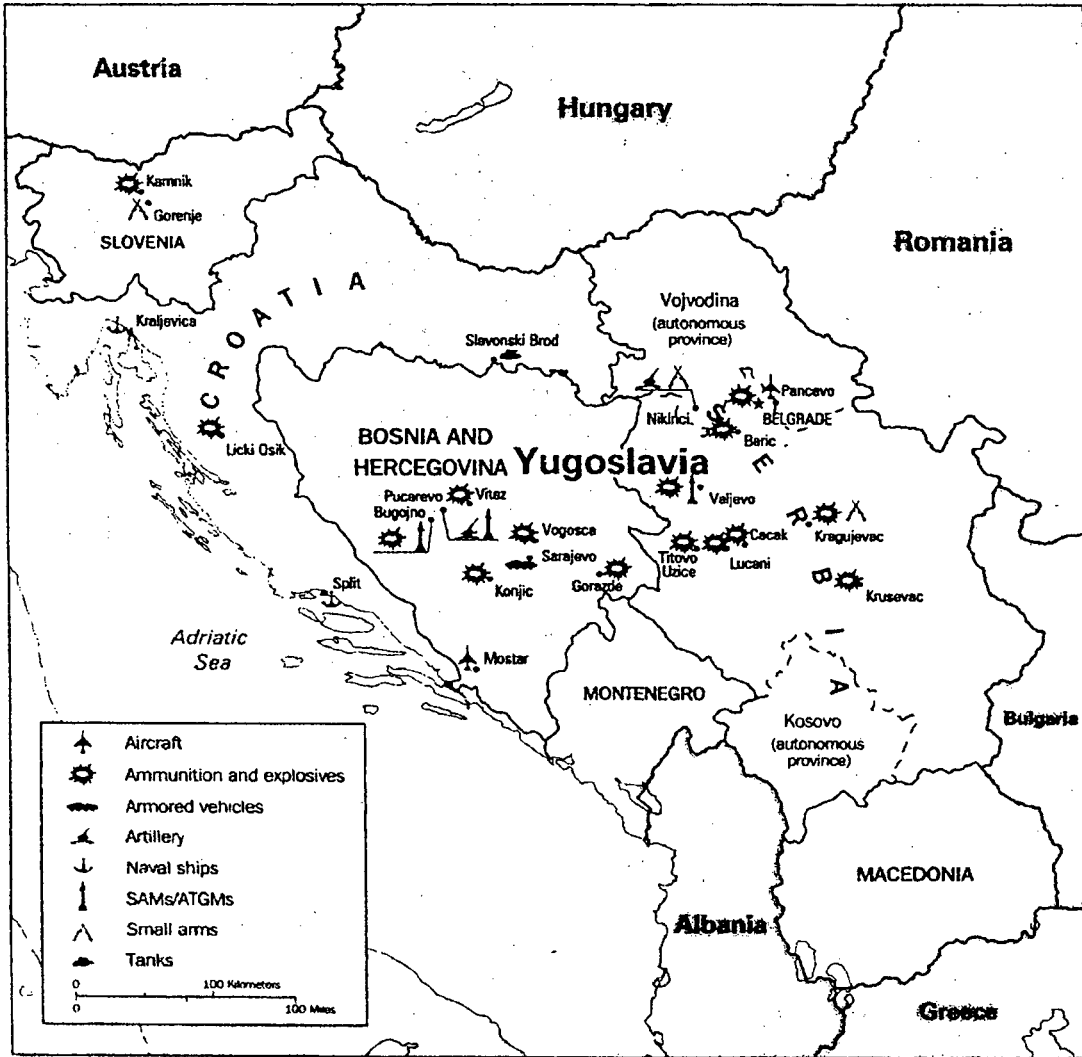 Austria
Hungary
Romania
Kamnik
Gorenje
SLOVENIA
CROATIA
Kraljevica
Vojvodina
(autonomous
province)
Slavonski Brod
Pancevo
BELGRADE
Nikinci
Baric
SERBIA
Licki Osik
BOSNIA AND
HERCEGOVINA
Yugoslavia
Pucarevo
Vitez
Bugojno
Valjevo
Vogosca
Sarajevo
Cacak
Kragujevac
Titovo
Uzice
Lucani
Konjic
Gorazde
Krusevac
Split
Adriatic
Sea
Mostar
MONTENEGRO
Kosovo
(autonomous
province)
Bulgaria
MACEDONIA
Albania
Greece
Aircraft
Ammunition and explosives
Armored vehicles
Artillery
Naval ships
SAMs/ATGMs
Small arms
Tanks
0 100 Kilometers
0 100 Miles